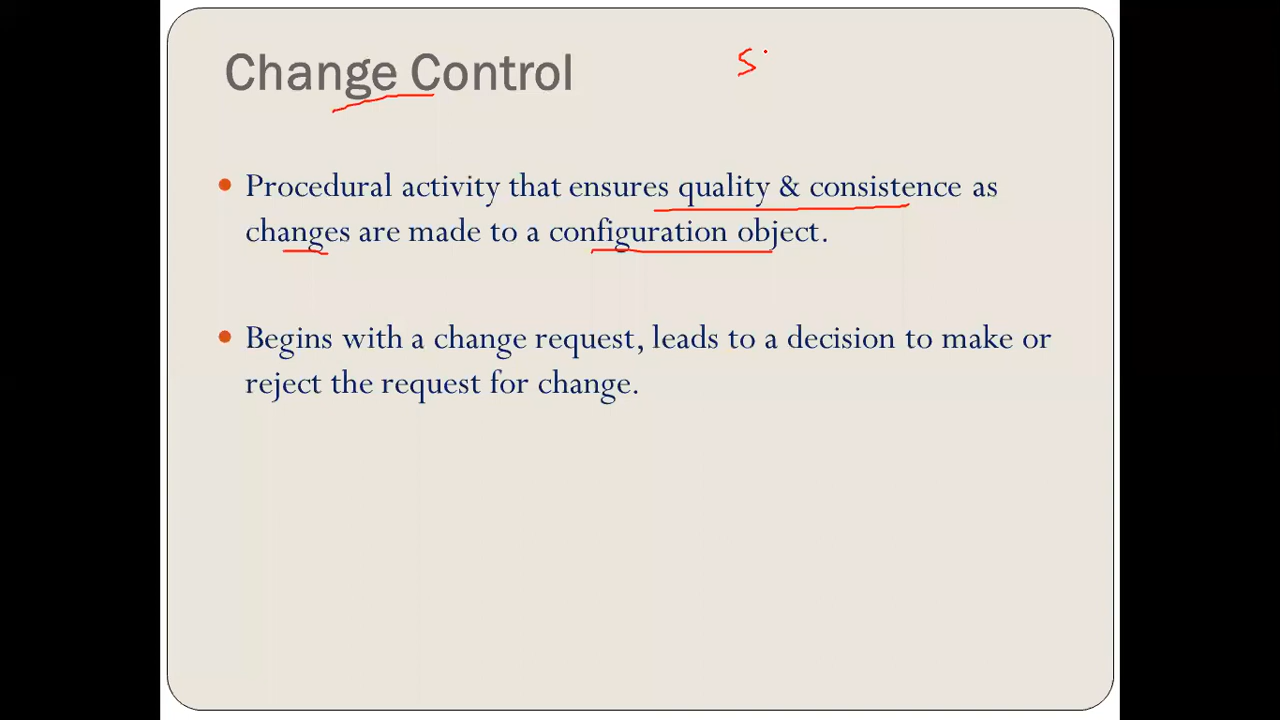 Change Control
S
• Procedural activity that ensures quality & consistence as
changes are made to a configuration object.
• Begins with a change request, leads to a decision to make or
reject the request for change.